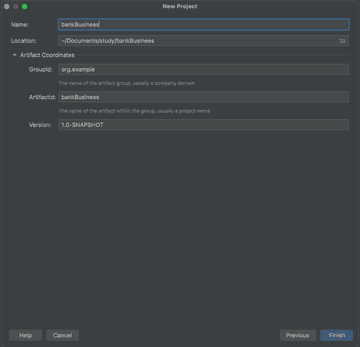 New Project
Name: bankBusinees
Location: ~/Documents/study/bankBusinees
Artifact Coordinates
GroupId: org.example
The name of the artifact group, usually a company domain
ArtifactId: bankBusinees
The name of the artifact within the group, usually a project name
Version: 1.0-SNAPSHOT
Help Cancel Previous Finish